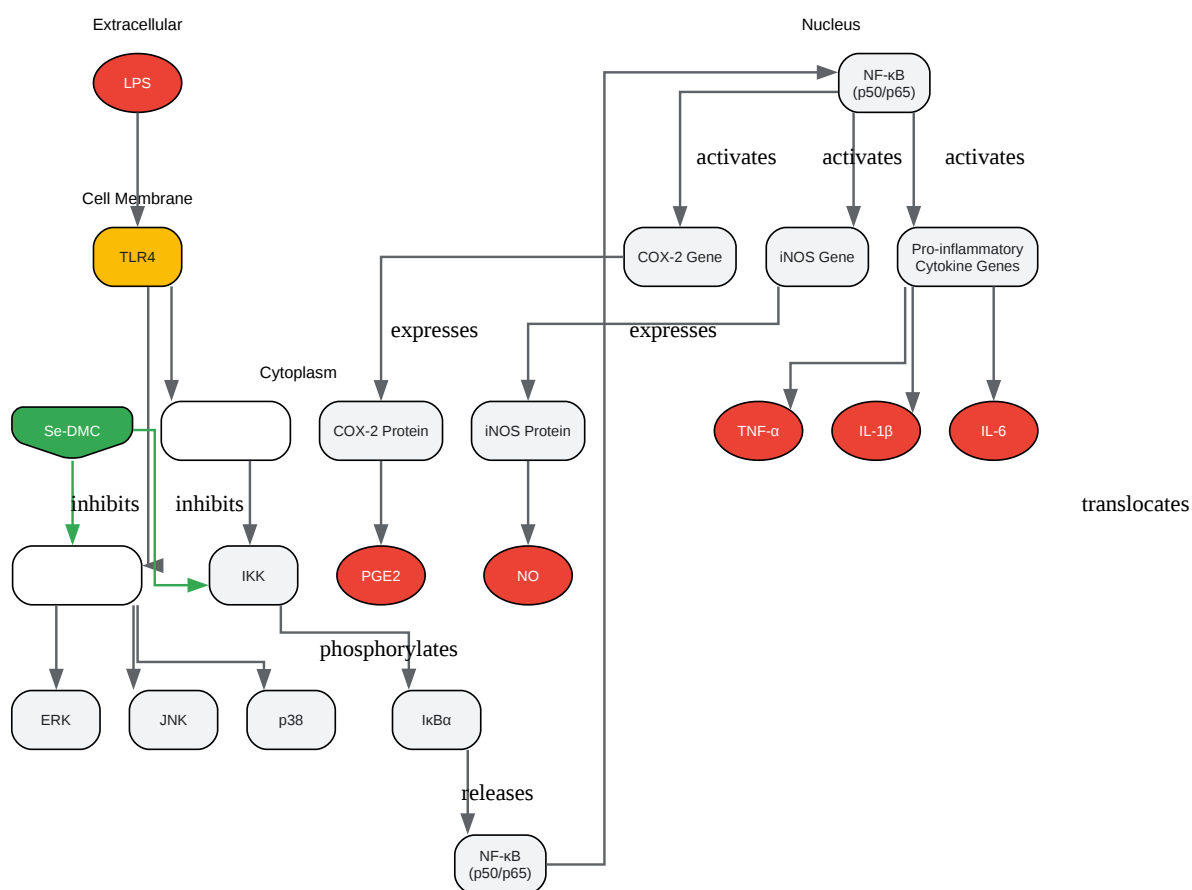 Extracellular
Nucleus
LPS
NF-κB
(p50/p65)
activates
activates
activates
Cell Membrane
TLR4
COX-2 Gene
iNOS Gene
Pro-inflammatory
Cytokine Genes
expresses
expresses
Cytoplasm
Se-DMC
COX-2 Protein
iNOS Protein
TNF-α
IL-1β
IL-6
inhibits
inhibits
translocates
IKK
PGE2
NO
phosphorylates
ERK
JNK
p38
IκBα
releases
NF-κB
(p50/p65)